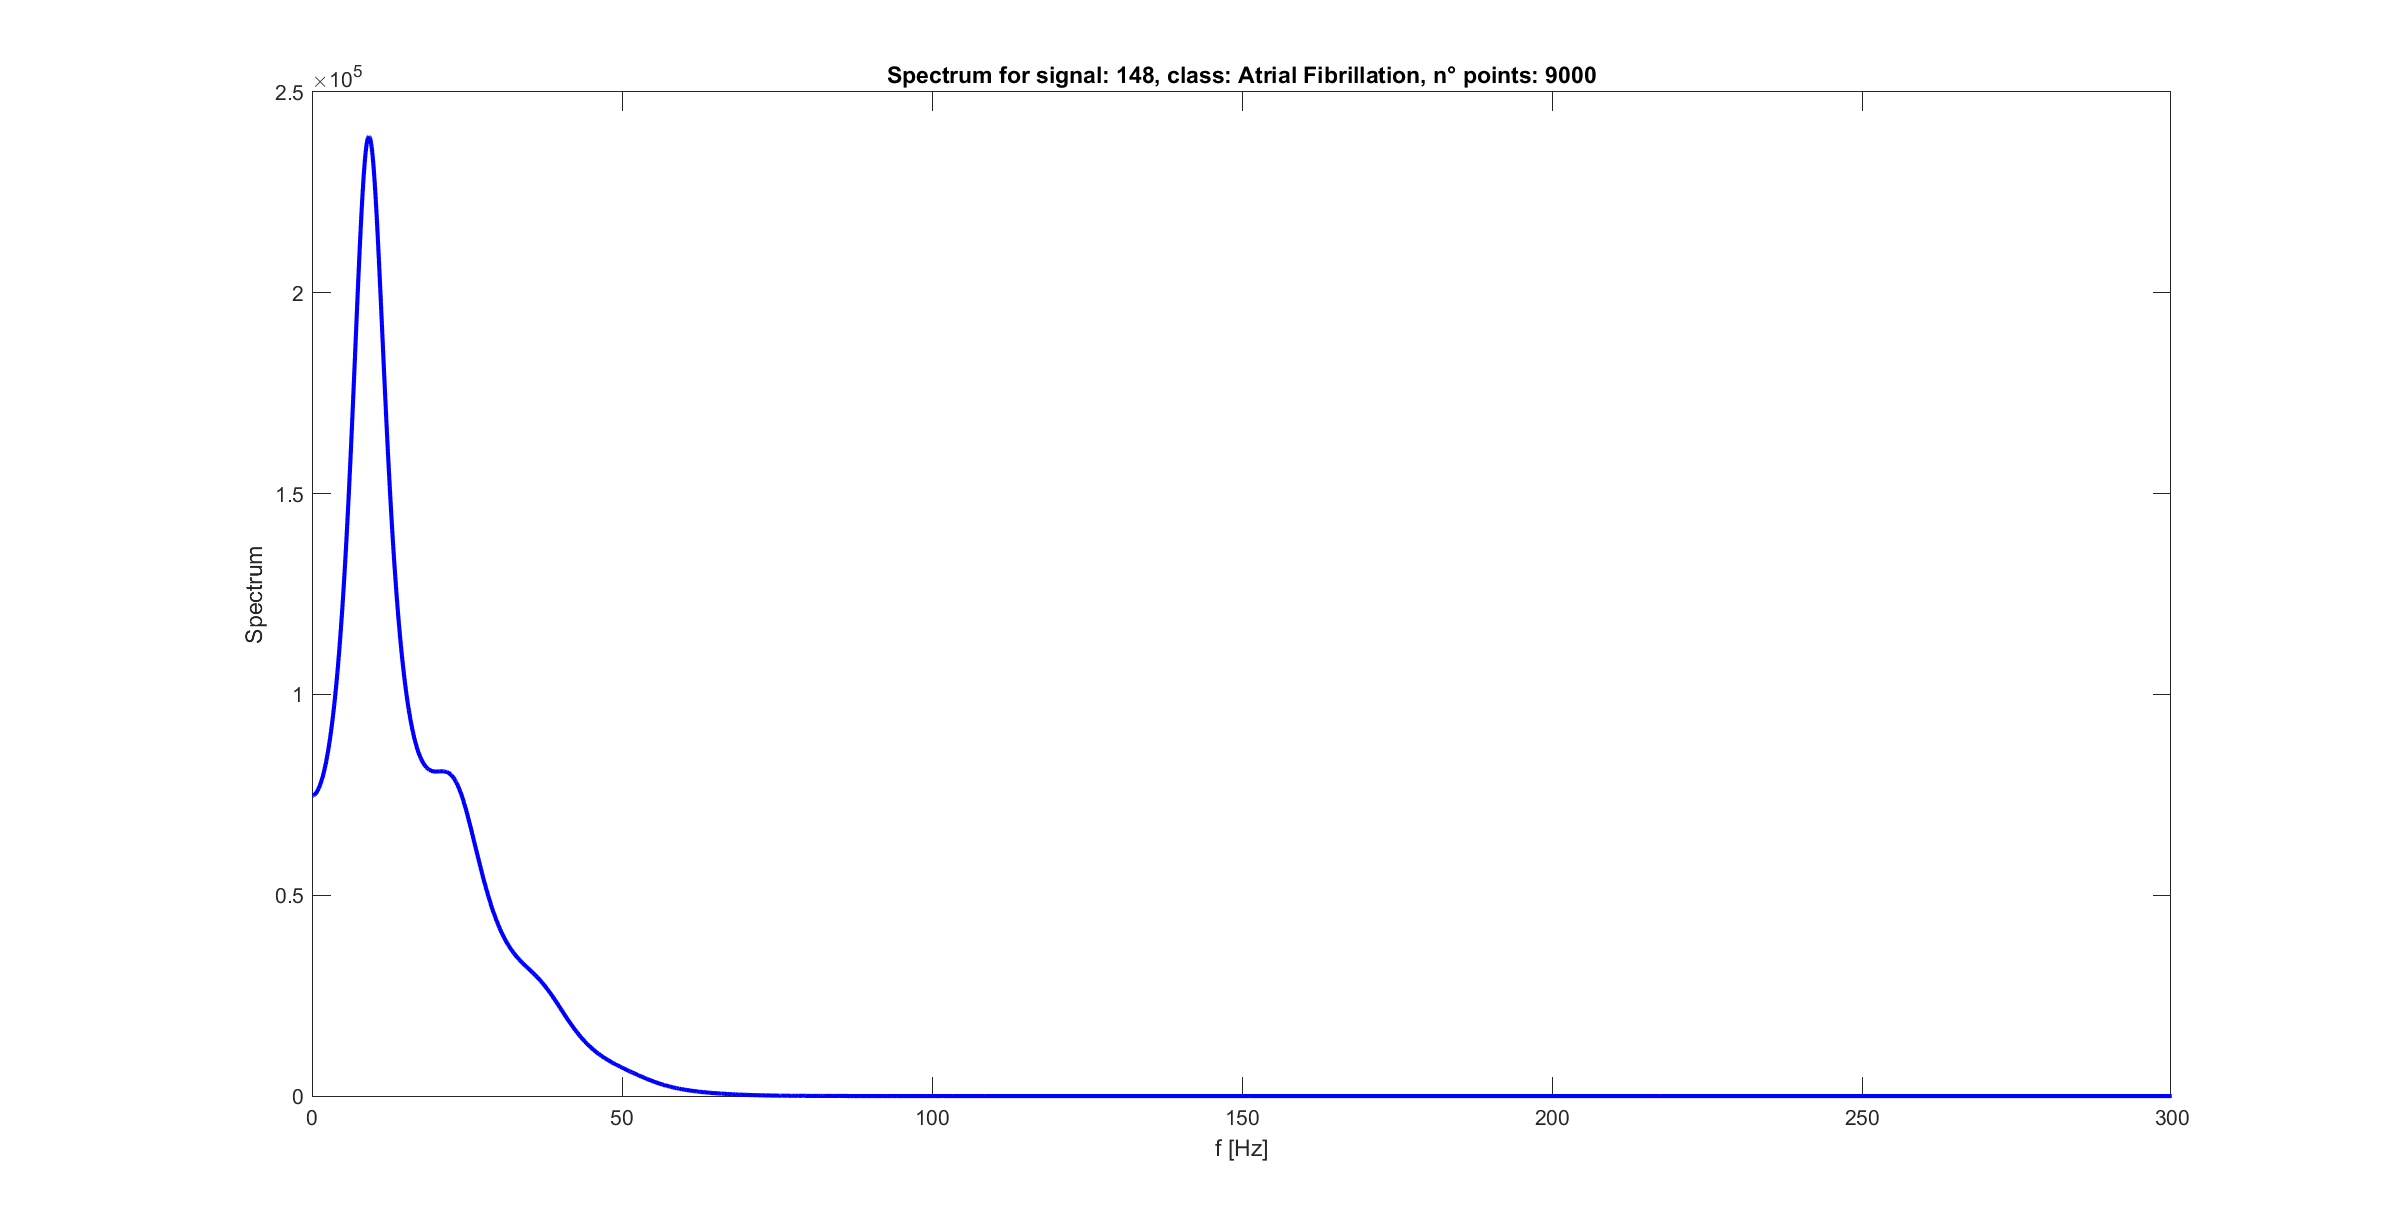 Spectrum for signal: 148, class: Atrial Fibrillation, n° points: 9000
×10⁵
2.5
2
1.5
1
0.5
0
Spectrum
0 50 100 150 200 250 300
f [Hz]